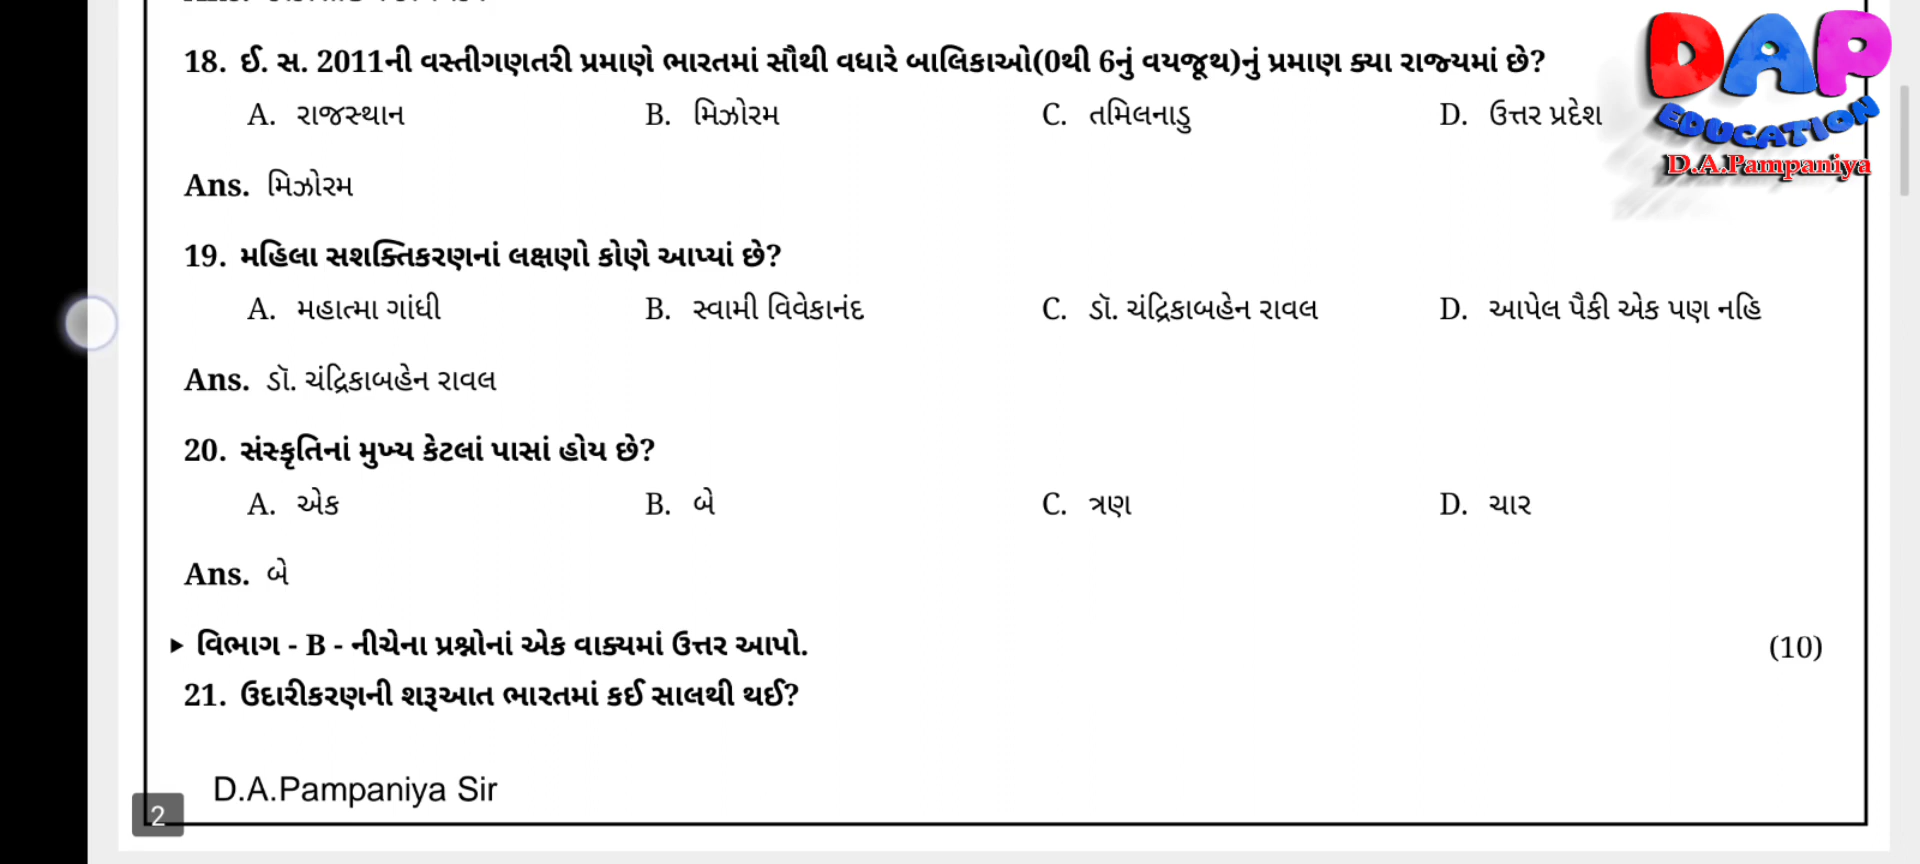 18. ઈ. સ. 2011ની વસ્તીગણતરી પ્રમાણે ભારતમાં સૌથી વધારે બાલિકાઓ(0થી 6નું વયજૂથ)નું પ્રમાણ ક્યા રાજ્યમાં છે?
A. રાજસ્થાન B. મિઝોરમ C. તમિલનાડુ D. ઉત્તર પ્રદેશ
DAP
EDUCATION
D.A.Pampaniya
Ans. મિઝોરમ
19. મહિલા સશક્તિકરણનાં લક્ષણો કોણે આપ્યાં છે?
A. મહાત્મા ગાંધી B. સ્વામી વિવેકાનંદ C. ડૉ. ચંદ્રિકાબહેન રાવલ D. આપેલ પૈકી એક પણ નહિ
Ans. ડૉ. ચંદ્રિકાબહેન રાવલ
20. સંસ્કૃતિનાં મુખ્ય કેટલાં પાસાં હોય છે?
A. એક B. બે C. ત્રણ D. ચાર
Ans. બે
▶ વિભાગ - B - નીચેના પ્રશ્નોનાં એક વાક્યમાં ઉત્તર આપો. (10)
21. ઉદારીકરણની શરૂઆત ભારતમાં કઈ સાલથી થઈ?
D.A.Pampaniya Sir
2